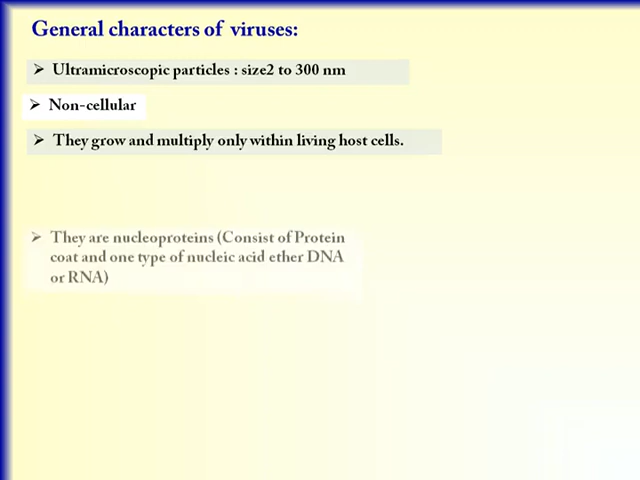 General characters of viruses:
➢ Ultramicroscopic particles : size2 to 300 nm
➢ Non-cellular
➢ They grow and multiply only within living host cells.
➢ They are nucleoproteins (Consist of Protein
coat and one type of nucleic acid ether DNA
or RNA)